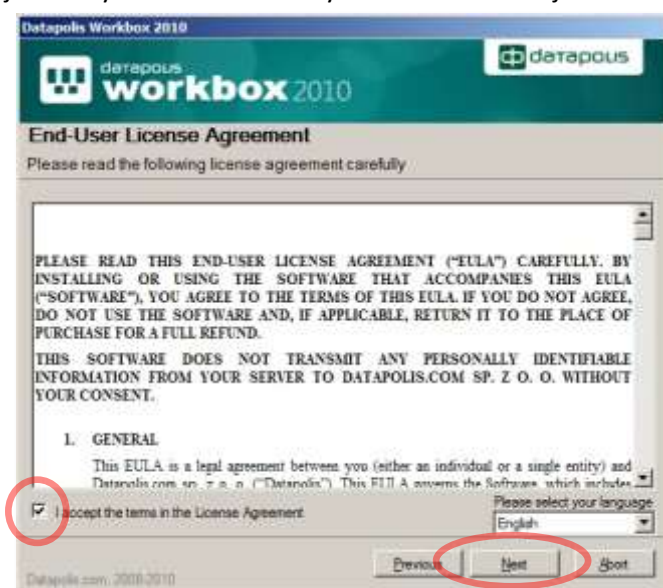 Datapolis Workbox 2010
datapolis
workbox 2010
datapolis
End-User License Agreement
Please read the following license agreement carefully
PLEASE READ THIS END-USER LICENSE AGREEMENT (“EULA”) CAREFULLY. BY
INSTALLING OR USING THE SOFTWARE THAT ACCOMPANIES THIS EULA
(“SOFTWARE”), YOU AGREE TO THE TERMS OF THIS EULA. IF YOU DO NOT AGREE,
DO NOT USE THE SOFTWARE AND, IF APPLICABLE, RETURN IT TO THE PLACE OF
PURCHASE FOR A FULL REFUND.
THIS SOFTWARE DOES NOT TRANSMIT ANY PERSONALLY IDENTIFIABLE
INFORMATION FROM YOUR SERVER TO DATAPOLIS.COM SP. Z O. O. WITHOUT
YOUR CONSENT.
1. GENERAL
This EULA is a legal agreement between you (either an individual or a single entity) and
Datapolis.com sp. z o. o. (“Datapolis”). This EULA governs the Software, which includes
I accept the terms in the License Agreement
Please select your language
English
Previous
Next
Abort
Datapolis.com, 2008-2010